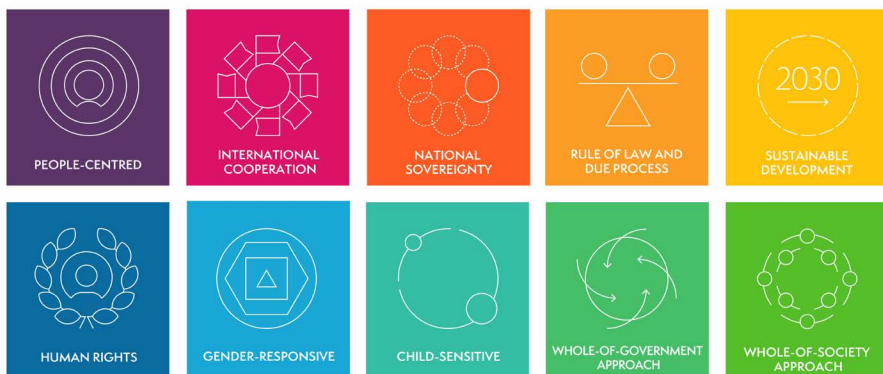 PEOPLE-CENTRED
INTERNATIONAL
COOPERATION
NATIONAL
SOVEREIGNTY
RULE OF LAW AND
DUE PROCESS
2030
SUSTAINABLE
DEVELOPMENT
HUMAN RIGHTS
GENDER-RESPONSIVE
CHILD-SENSITIVE
WHOLE-OF-GOVERNMENT
APPROACH
WHOLE-OF-SOCIETY
APPROACH